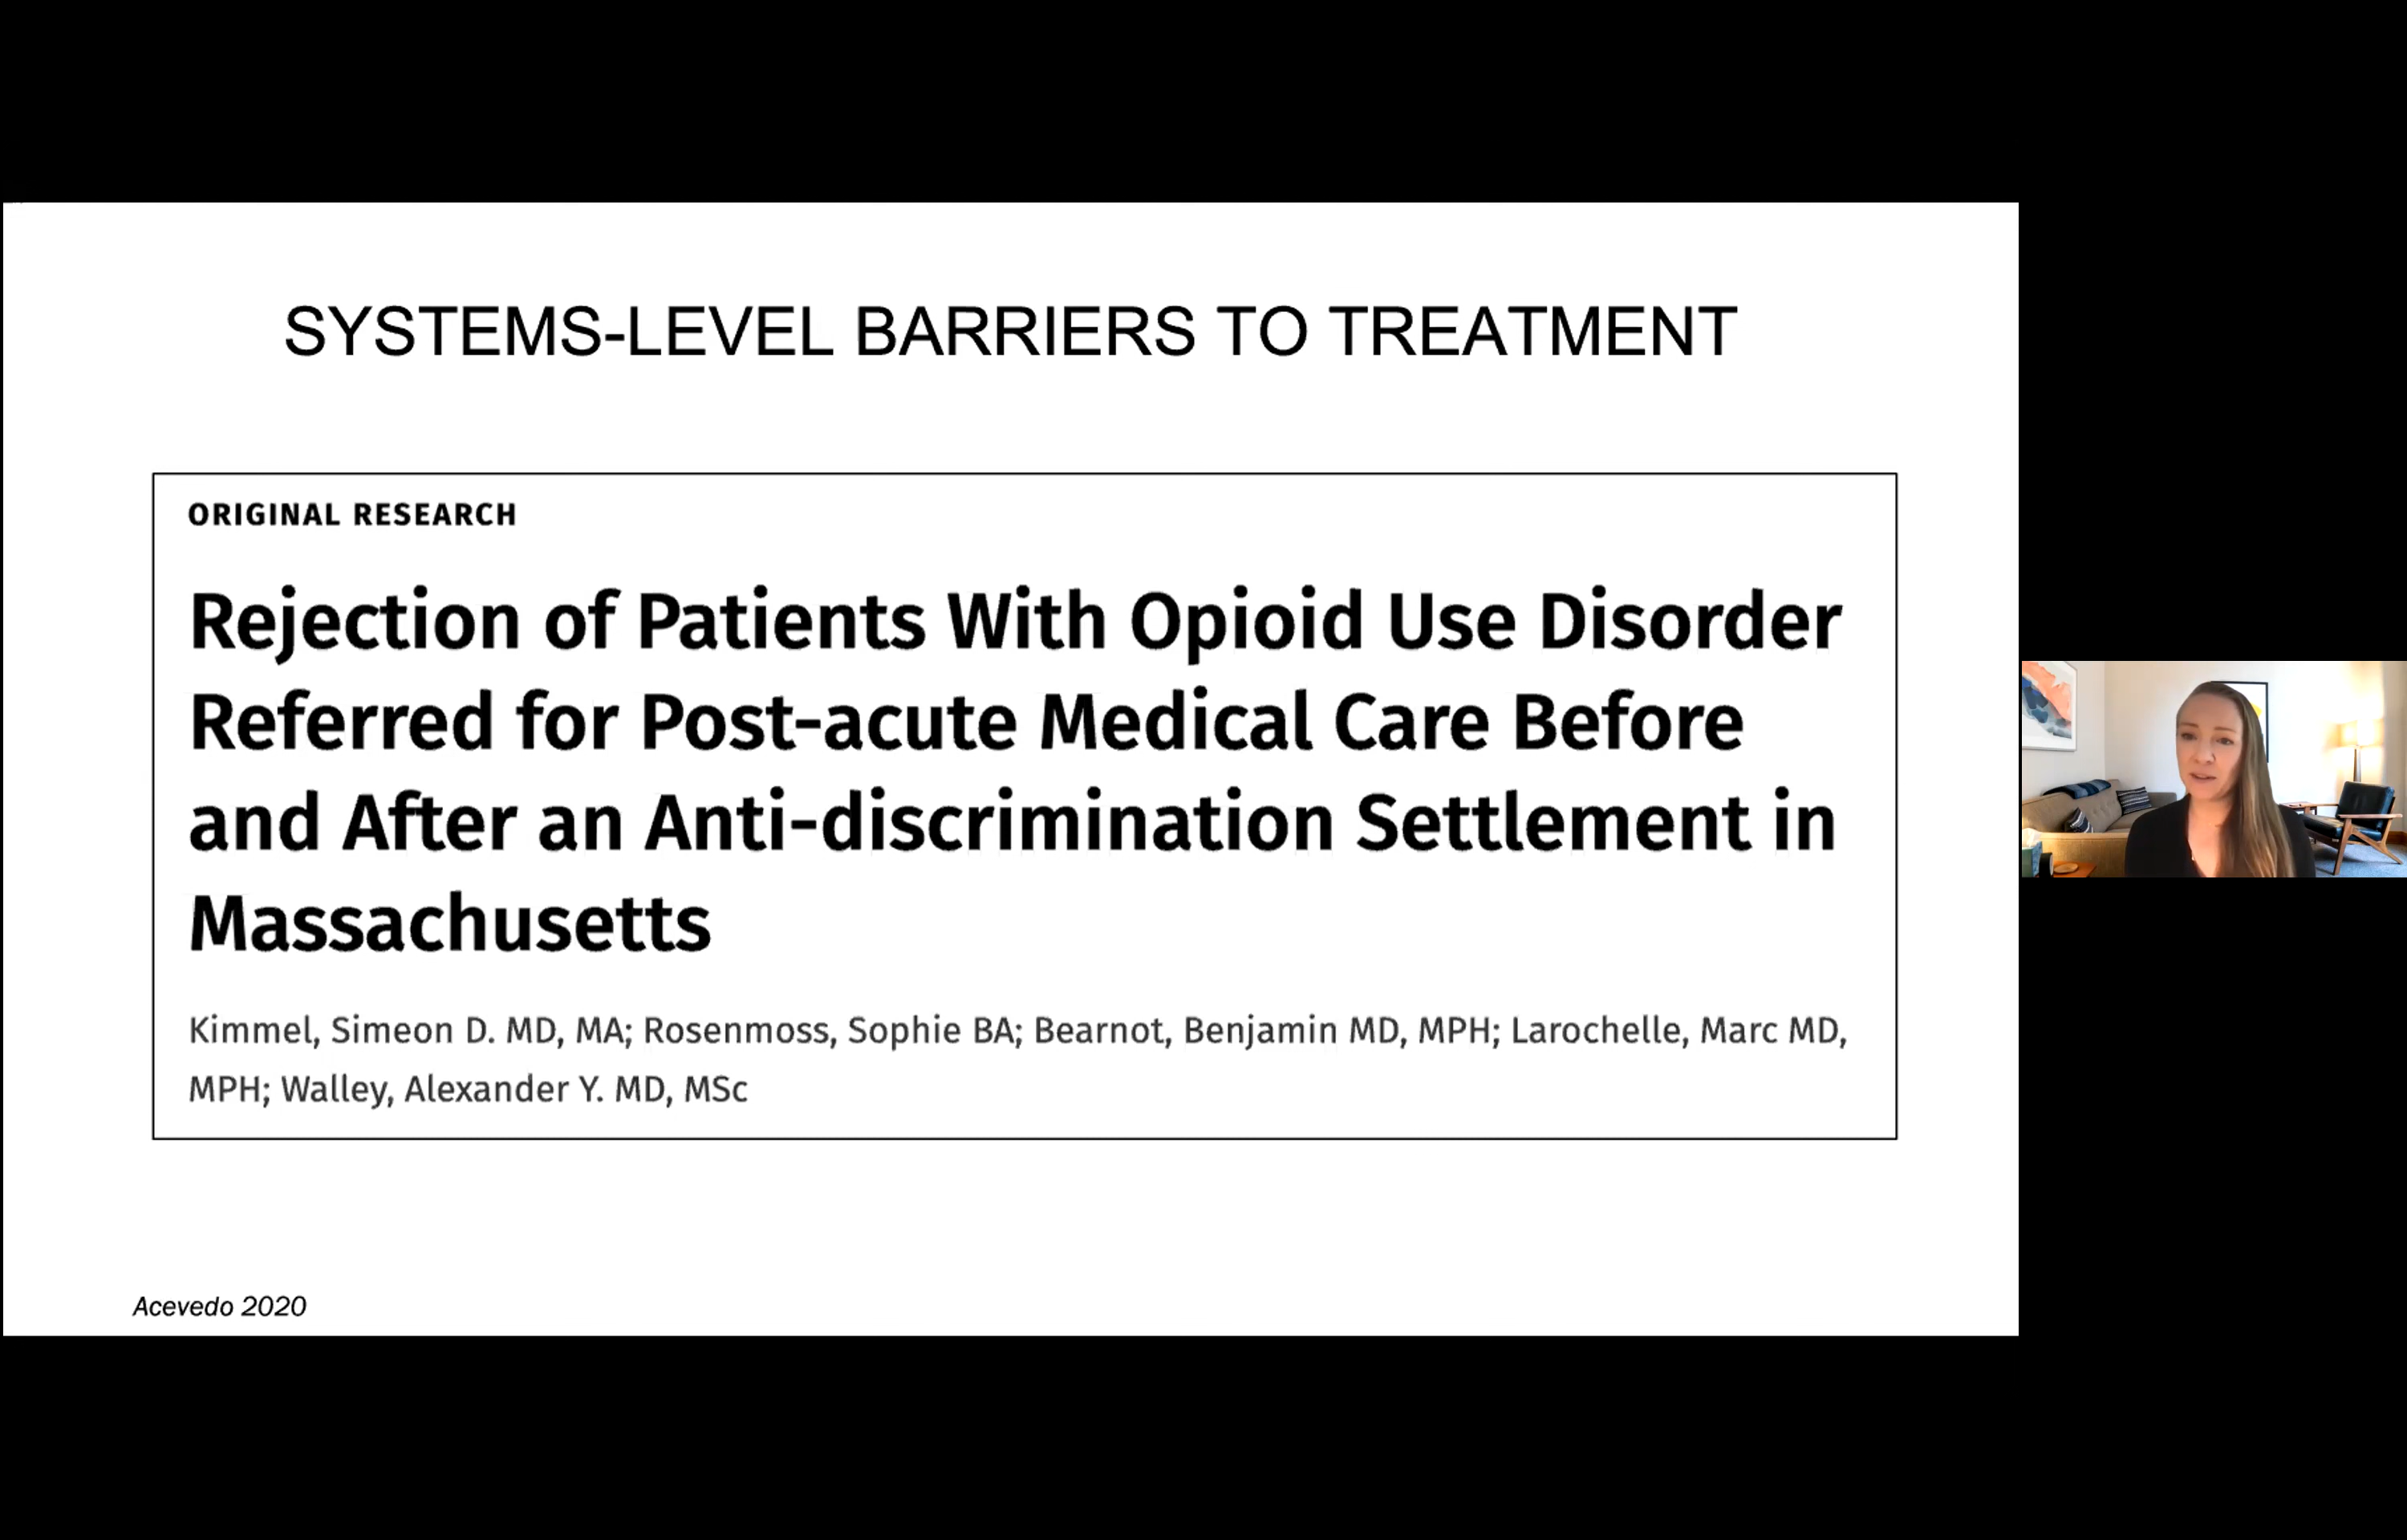 SYSTEMS-LEVEL BARRIERS TO TREATMENT
ORIGINAL RESEARCH
Rejection of Patients With Opioid Use Disorder
Referred for Post-acute Medical Care Before
and After an Anti-discrimination Settlement in
Massachusetts
Kimmel, Simeon D. MD, MA; Rosenmoss, Sophie BA; Bearnot, Benjamin MD, MPH; Larochelle, Marc MD,
MPH; Walley, Alexander Y. MD, MSc
Acevedo 2020